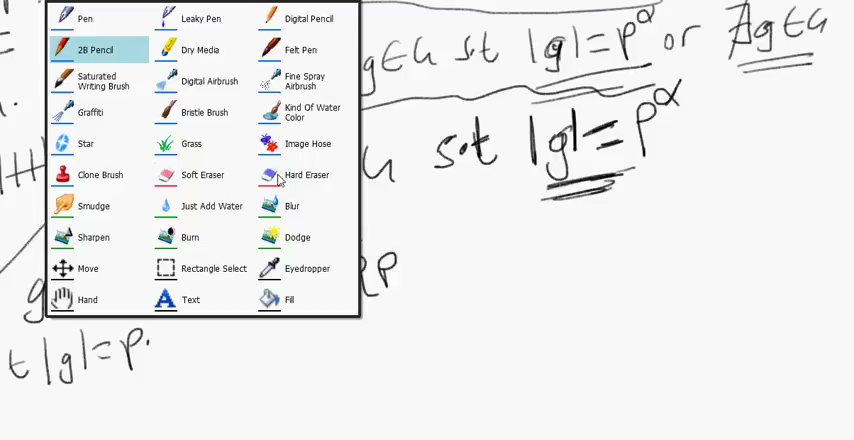 Pen Leaky Pen Digital Pencil
2B Pencil Dry Media Felt Pen
Saturated Writing Brush Digital Airbrush Fine Spray Airbrush
Graffiti Bristle Brush Kind Of Water Color
Star Grass Image Hose
Clone Brush Soft Eraser Hard Eraser
Smudge Just Add Water Blur
Sharpen Burn Dodge
Move Rectangle Select Eyedropper
Hand Text Fill
g∈G st |g|=p^α or ∄g∈G
G s.t |g|=p^α
p
g
t |g|=p.